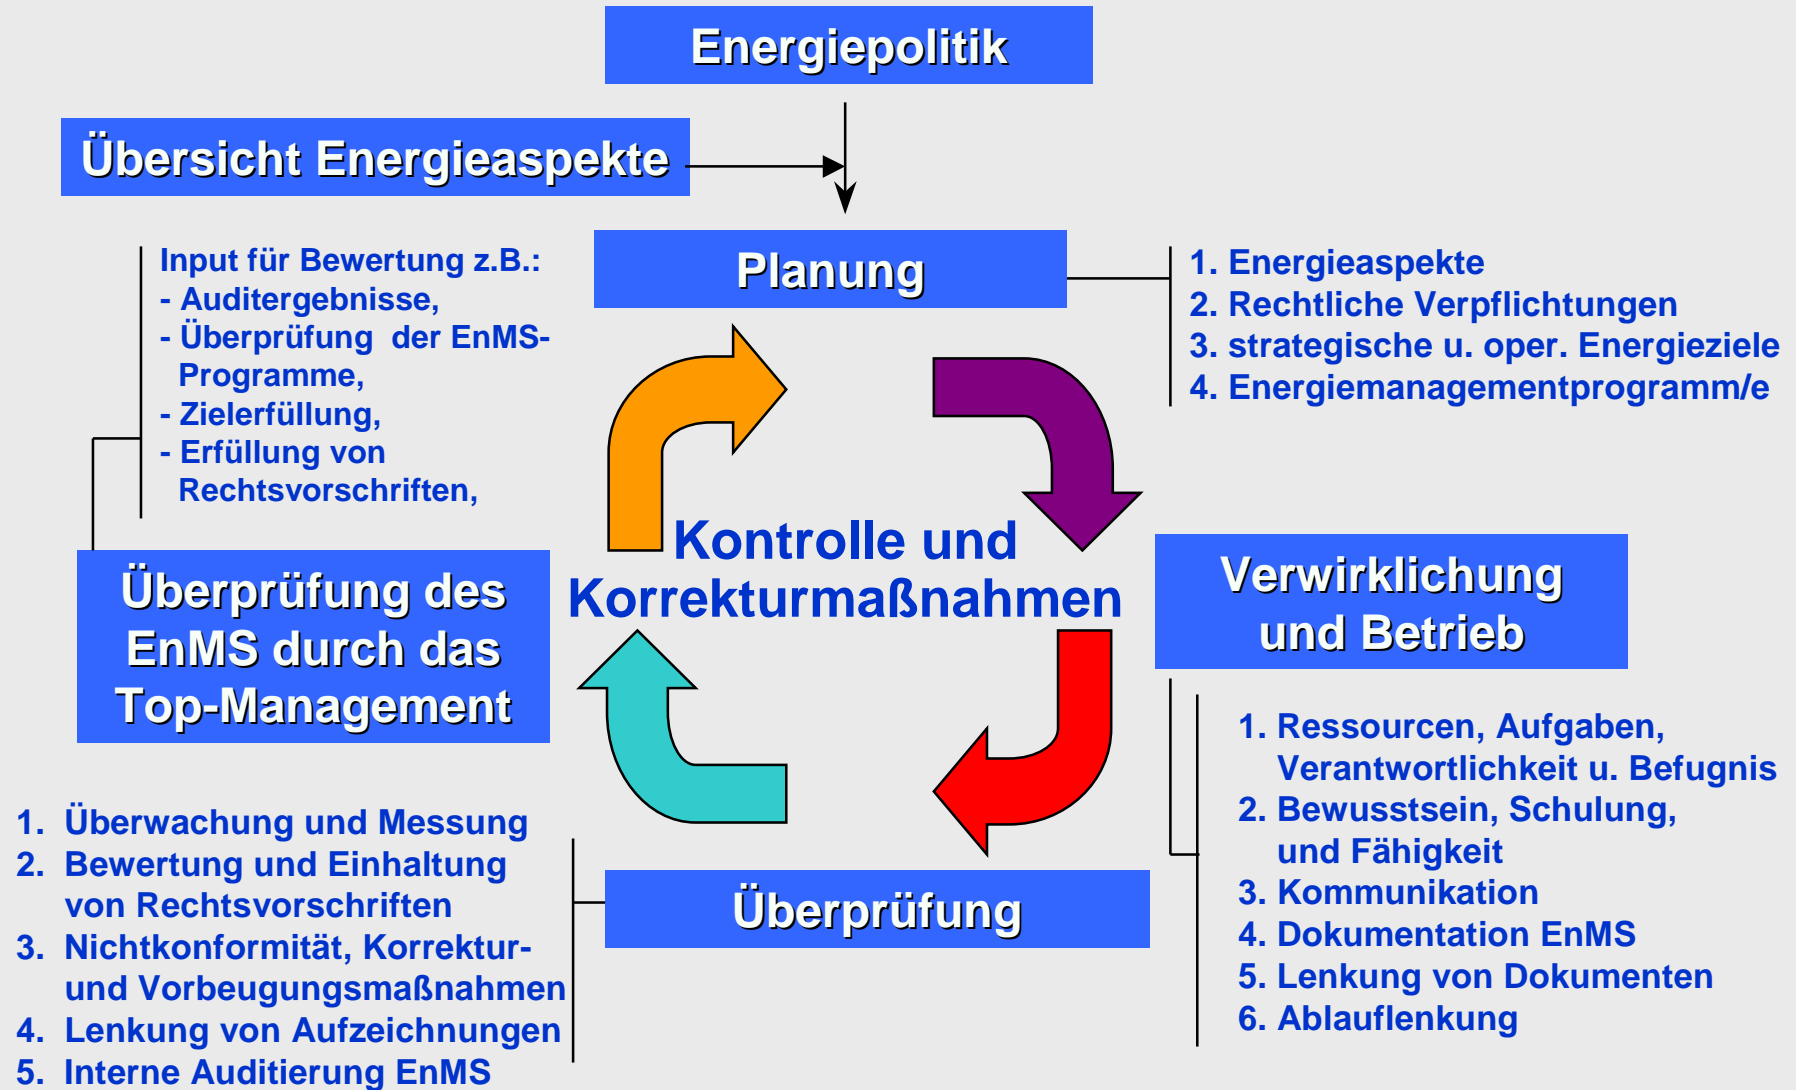 Energiepolitik
Übersicht Energieaspekte
Planung
1. Energieaspekte
2. Rechtliche Verpflichtungen
3. strategische u. oper. Energieziele
4. Energiemanagementprogramm/e
Input für Bewertung z.B.:
- Auditergebnisse,
- Überprüfung der EnMS-
Programme,
- Zielerfüllung,
- Erfüllung von
Rechtsvorschriften,
Kontrolle und
Korrekturmaßnahmen
Verwirklichung
und Betrieb
1. Ressourcen, Aufgaben,
Verantwortlichkeit u. Befugnis
2. Bewusstsein, Schulung,
und Fähigkeit
3. Kommunikation
4. Dokumentation EnMS
5. Lenkung von Dokumenten
6. Ablauflenkung
Überprüfung des
EnMS durch das
Top-Management
Überprüfung
1. Überwachung und Messung
2. Bewertung und Einhaltung
von Rechtsvorschriften
3. Nichtkonformität, Korrektur-
und Vorbeugungsmaßnahmen
4. Lenkung von Aufzeichnungen
5. Interne Auditierung EnMS